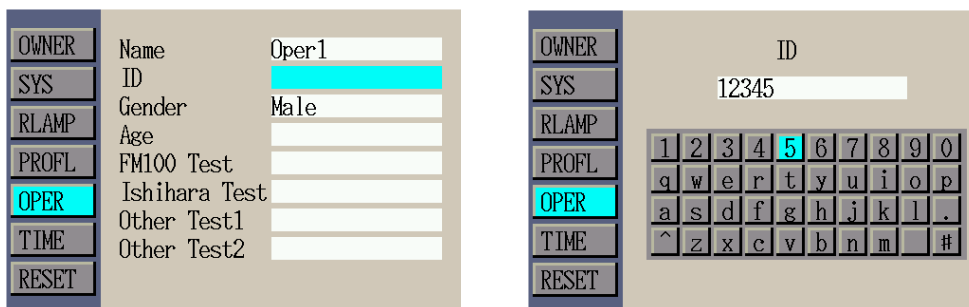 OWNER
SYS
RLAMP
PROFL
OPER
TIME
RESET
Name Oper1
ID
Gender Male
Age
FM100 Test
Ishihara Test
Other Test1
Other Test2
OWNER
SYS
RLAMP
PROFL
OPER
TIME
RESET
ID
12345
1 2 3 4 5 6 7 8 9 0
q w e r t y u i o p
a s d f g h j k l .
^ z x c v b n m #